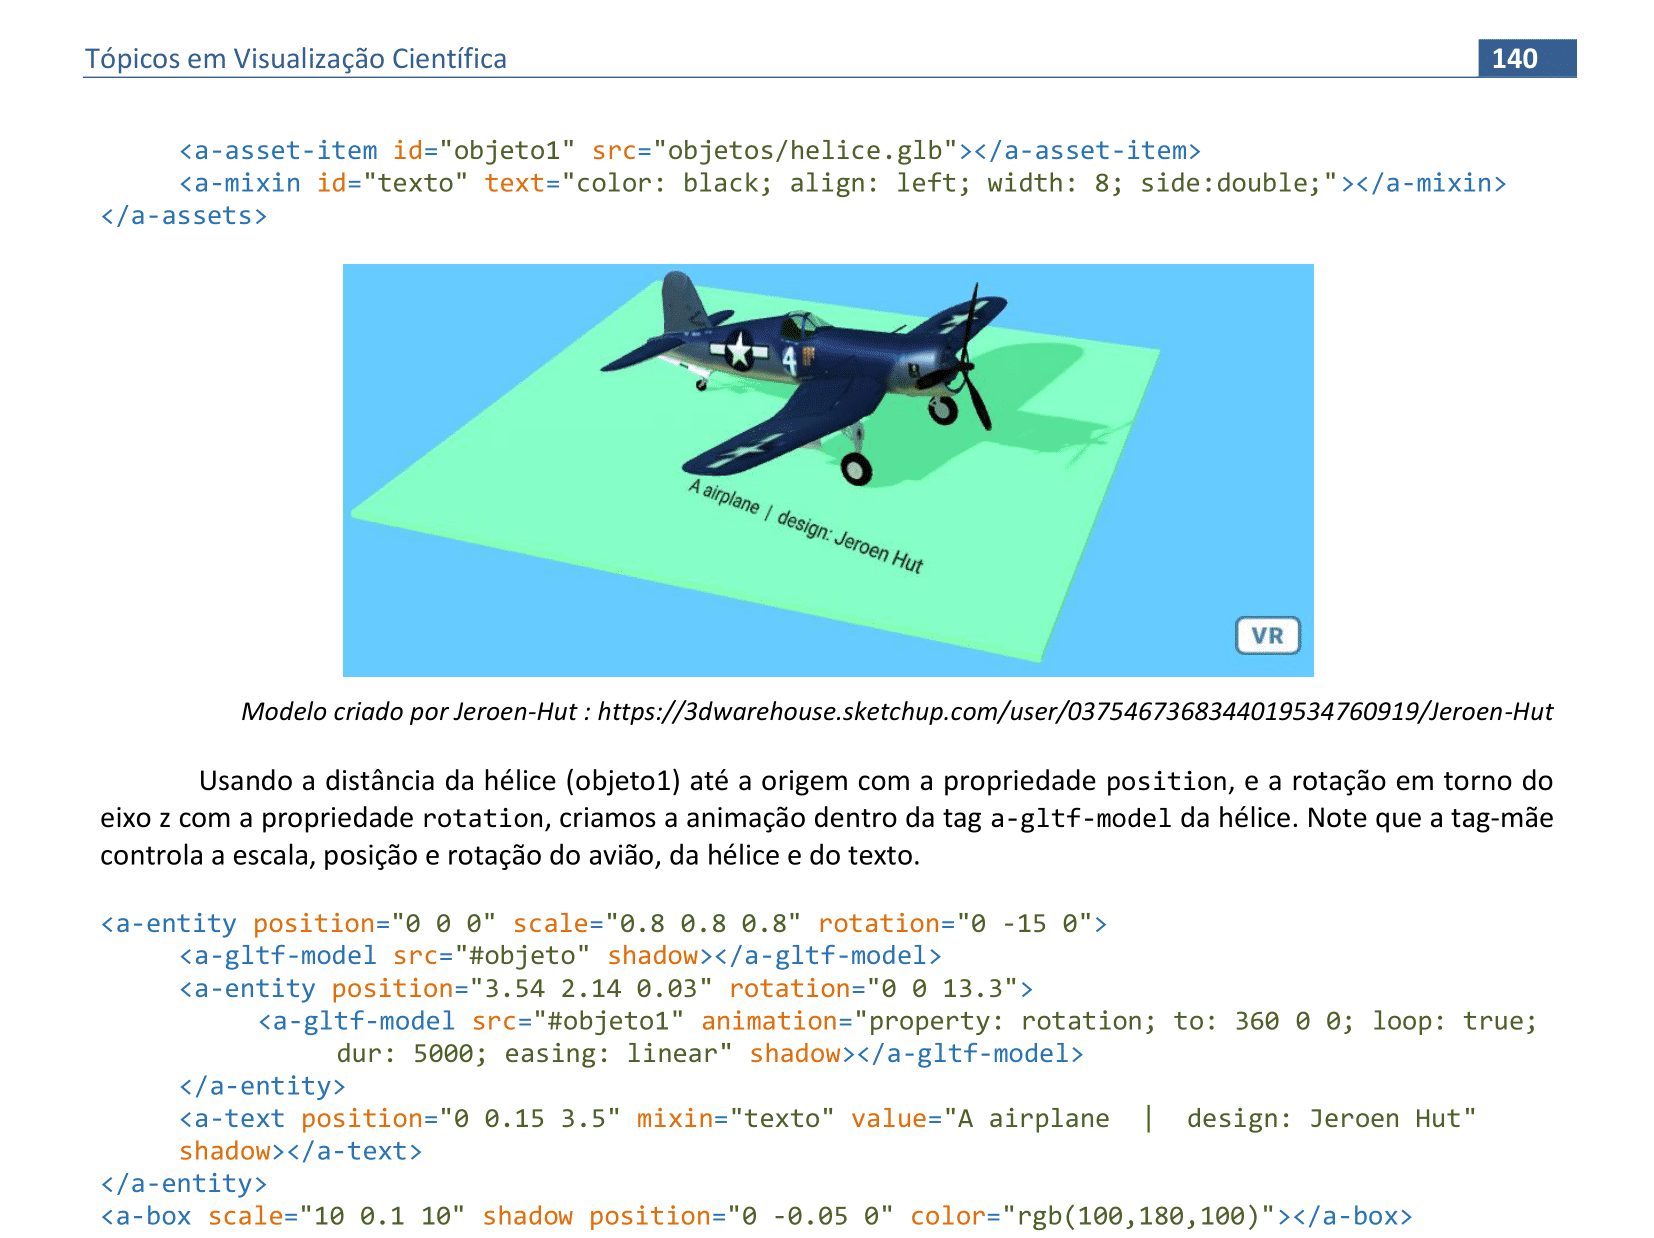 Tópicos em Visualização Científica
140
<a-asset-item id="objeto1" src="objetos/helice.glb"></a-asset-item>
<a-mixin id="texto" text="color: black; align: left; width: 8; side:double;"></a-mixin>
</a-assets>
4
A airplane | design: Jeroen Hut
VR
Modelo criado por Jeroen-Hut : https://3dwarehouse.sketchup.com/user/0375467368344019534760919/Jeroen-Hut
Usando a distância da hélice (objeto1) até a origem com a propriedade position, e a rotação em torno do
eixo z com a propriedade rotation, criamos a animação dentro da tag a-gltf-model da hélice. Note que a tag-mãe
controla a escala, posição e rotação do avião, da hélice e do texto.
<a-entity position="0 0 0" scale="0.8 0.8 0.8" rotation="0 -15 0">
<a-gltf-model src="#objeto" shadow></a-gltf-model>
<a-entity position="3.54 2.14 0.03" rotation="0 0 13.3">
<a-gltf-model src="#objeto1" animation="property: rotation; to: 360 0 0; loop: true;
dur: 5000; easing: linear" shadow></a-gltf-model>
</a-entity>
<a-text position="0 0.15 3.5" mixin="texto" value="A airplane  |  design: Jeroen Hut"
shadow></a-text>
</a-entity>
<a-box scale="10 0.1 10" shadow position="0 -0.05 0" color="rgb(100,180,100)"></a-box>